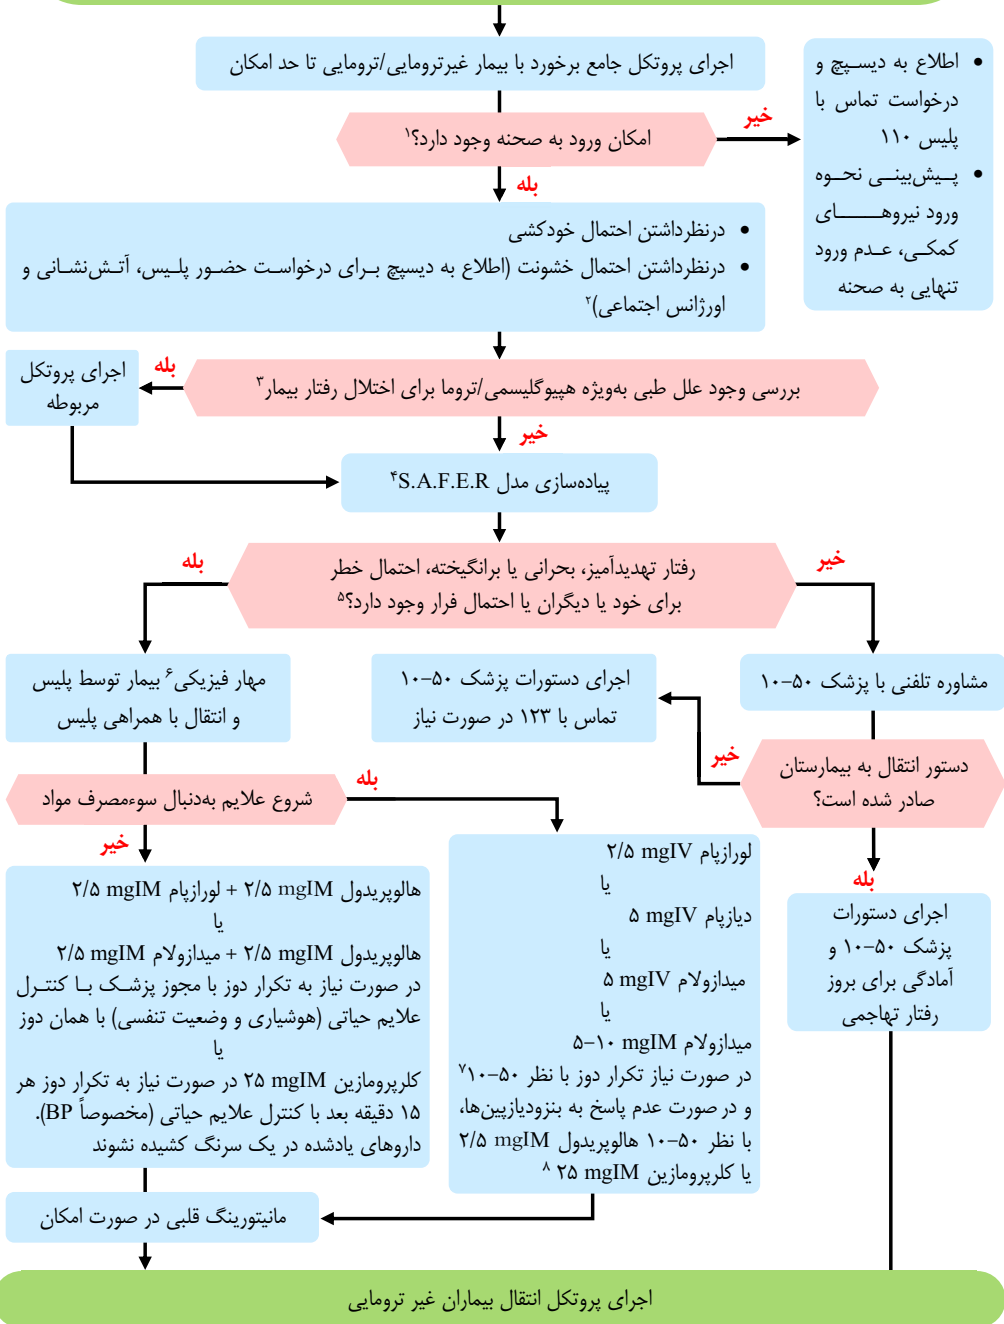 اجرای پروتکل جامع برخورد با بیمار غیرترومایی/ترومایی تا حد امکان
• اطلاع به دیسپچ و
درخواست تماس با
پلیس ۱۱۰
• پیش‌بینی نحوه
ورود نیروهای
کمکی، عدم ورود
تنهایی به صحنه
خیر
امکان ورود به صحنه وجود دارد؟۱
بله
• درنظرداشتن احتمال خودکشی
• درنظرداشتن احتمال خشونت (اطلاع به دیسپچ برای درخواست حضور پلیس، آتش‌نشانی و
اورژانس اجتماعی)۲
بررسی وجود علل طبی به‌ویژه هیپوگلیسمی/تروما برای اختلال رفتار بیمار۳
بله
اجرای پروتکل
مربوطه
خیر
پیاده‌سازی مدل S.A.F.E.R۴
رفتار تهدیدآمیز، بحرانی یا برانگیخته، احتمال خطر
برای خود یا دیگران یا احتمال فرار وجود دارد؟۵
خیر
بله
مشاوره تلفنی با پزشک ۵۰–۱۰
اجرای دستورات پزشک ۵۰–۱۰
تماس با ۱۲۳ در صورت نیاز
مهار فیزیکی۶ بیمار توسط پلیس
و انتقال با همراهی پلیس
دستور انتقال به بیمارستان
صادر شده است؟
خیر
بله
شروع علایم به‌دنبال سوءمصرف مواد
بله
خیر
اجرای دستورات
پزشک ۵۰–۱۰ و
آمادگی برای بروز
رفتار تهاجمی
لورازپام ۲/۵ mgIV
یا
دیازپام ۵ mgIV
یا
میدازولام ۵ mgIV
یا
میدازولام ۵–۱۰ mgIM
در صورت نیاز تکرار دوز با نظر ۵۰–۱۰۷
و در صورت عدم پاسخ به بنزودیازپین‌ها،
با نظر ۵۰–۱۰ هالوپریدول ۲/۵ mgIM
یا کلرپرومازین ۲۵ mgIM ۸
هالوپریدول ۲/۵ mgIM + لورازپام ۲/۵ mgIM
یا
هالوپریدول ۲/۵ mgIM + میدازولام ۲/۵ mgIM
در صورت نیاز به تکرار دوز با مجوز پزشک با کنترل
علایم حیاتی (هوشیاری و وضعیت تنفسی) با همان دوز
یا
کلرپرومازین ۲۵ mgIM در صورت نیاز به تکرار دوز هر
۱۵ دقیقه بعد با کنترل علایم حیاتی (مخصوصاً BP).
داروهای یادشده در یک سرنگ کشیده نشوند
مانیتورینگ قلبی در صورت امکان
اجرای پروتکل انتقال بیماران غیر ترومایی